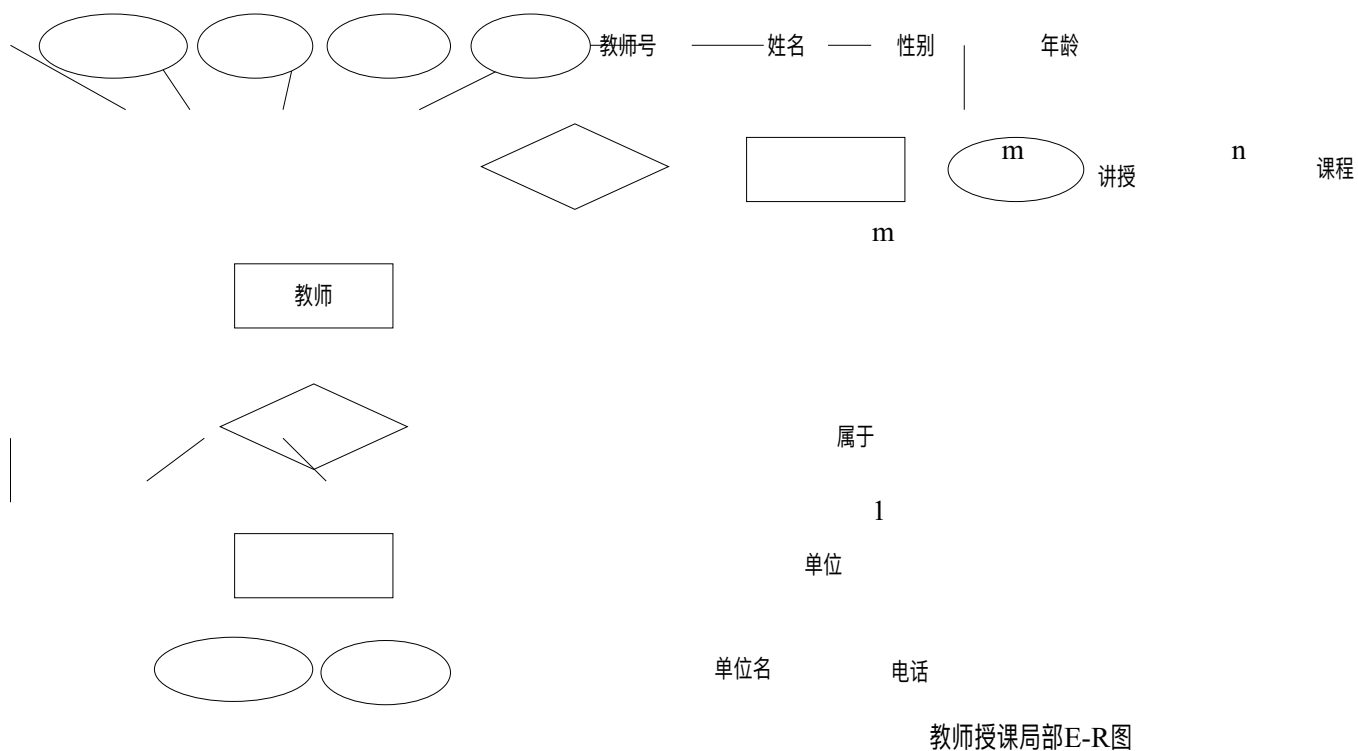 教师号 姓名 性别 年龄
m n 课程
讲授
m
教师
属于
1
单位
单位名 电话
教师授课局部E-R图